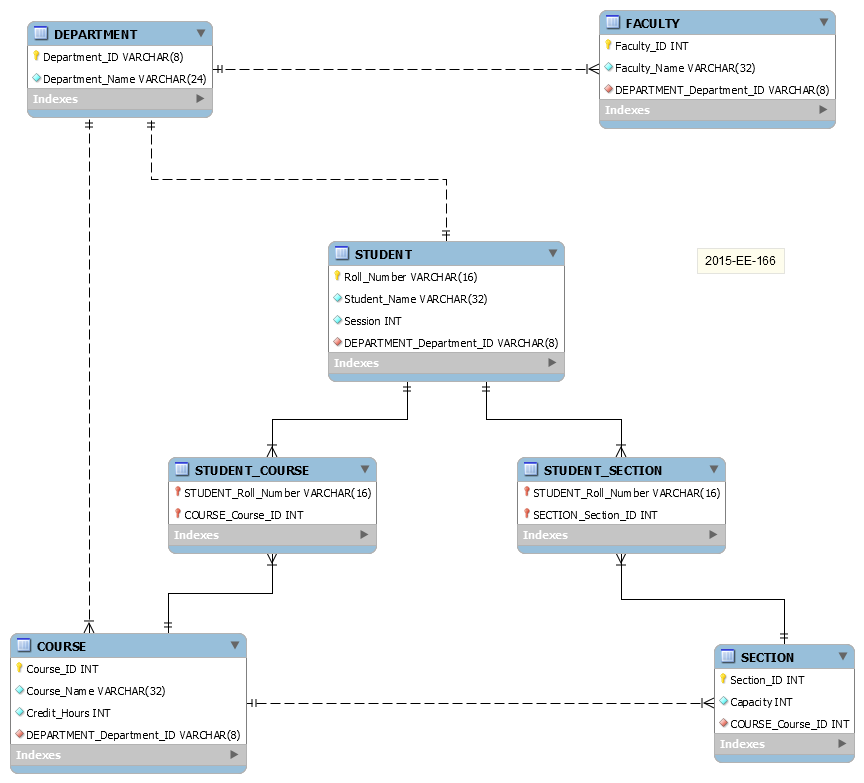 DEPARTMENT
Department_ID VARCHAR(8)
Department_Name VARCHAR(24)
Indexes
FACULTY
Faculty_ID INT
Faculty_Name VARCHAR(32)
DEPARTMENT_Department_ID VARCHAR(8)
Indexes
STUDENT
Roll_Number VARCHAR(16)
Student_Name VARCHAR(32)
Session INT
DEPARTMENT_Department_ID VARCHAR(8)
Indexes
2015-EE-166
STUDENT_COURSE
STUDENT_Roll_Number VARCHAR(16)
COURSE_Course_ID INT
Indexes
STUDENT_SECTION
STUDENT_Roll_Number VARCHAR(16)
SECTION_Section_ID INT
Indexes
COURSE
Course_ID INT
Course_Name VARCHAR(32)
Credit_Hours INT
DEPARTMENT_Department_ID VARCHAR(8)
Indexes
SECTION
Section_ID INT
Capacity INT
COURSE_Course_ID INT
Indexes